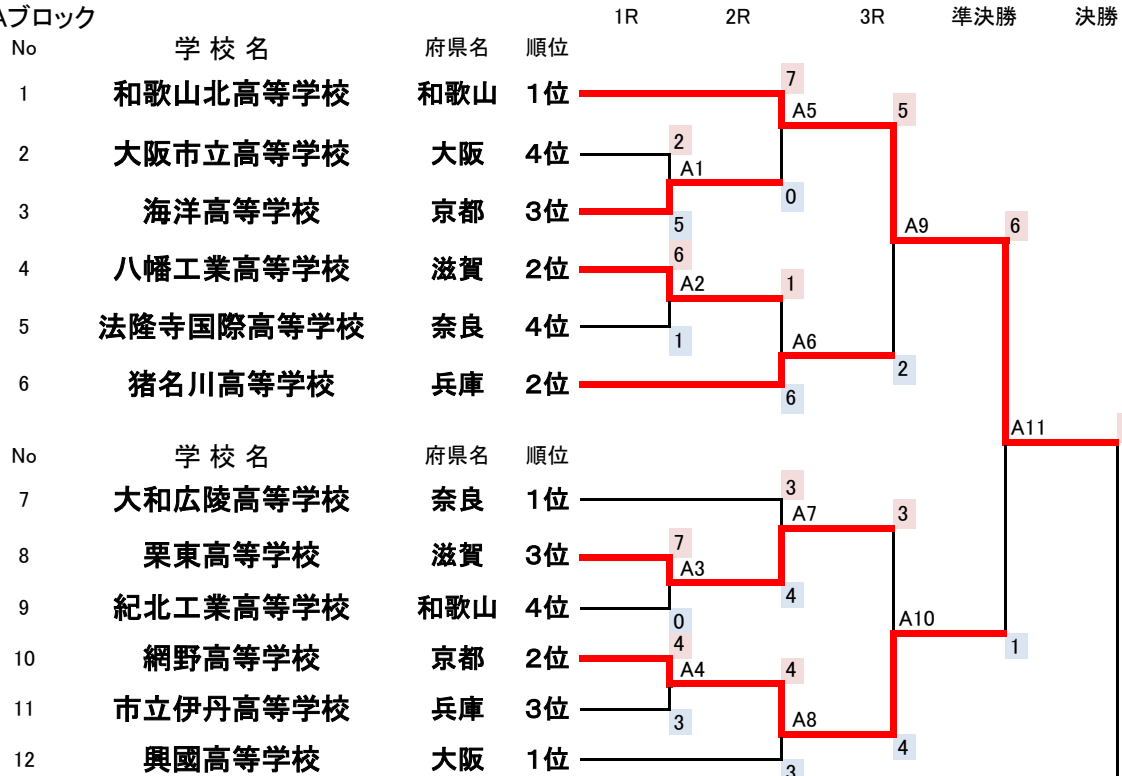 Aブロック 1R 2R 3R 準決勝 決勝
No 学校名 府県名 順位
1 和歌山北高等学校 和歌山 1位 7
A5 5
2 大阪市立高等学校 大阪 4位 2
A1
0
3 海洋高等学校 京都 3位 5
A9 6
4 八幡工業高等学校 滋賀 2位 6
A2 1
5 法隆寺国際高等学校 奈良 4位 1
A6
2
6 猪名川高等学校 兵庫 2位 6
A11
No 学校名 府県名 順位
7 大和広陵高等学校 奈良 1位 3
A7 3
8 栗東高等学校 滋賀 3位 7
A3
4
9 紀北工業高等学校 和歌山 4位 0
A10 1
10 網野高等学校 京都 2位 4
A4 4
11 市立伊丹高等学校 兵庫 3位 3
A8
4
12 興國高等学校 大阪 1位 3